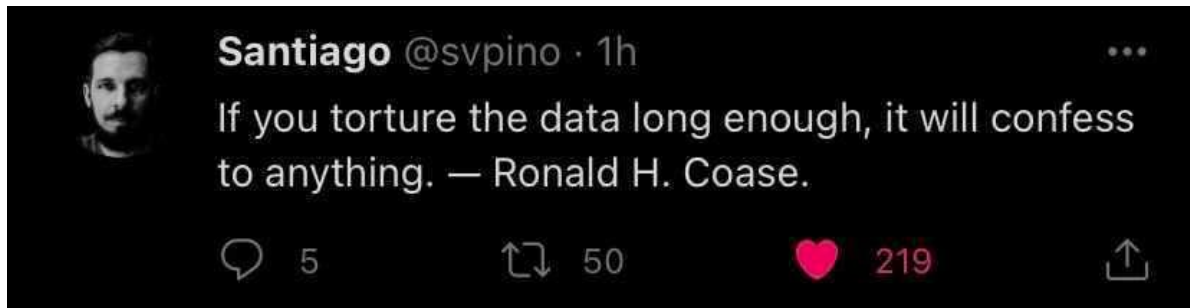 Santiago @svpino · 1h
If you torture the data long enough, it will confess
to anything. — Ronald H. Coase.
5 50 219